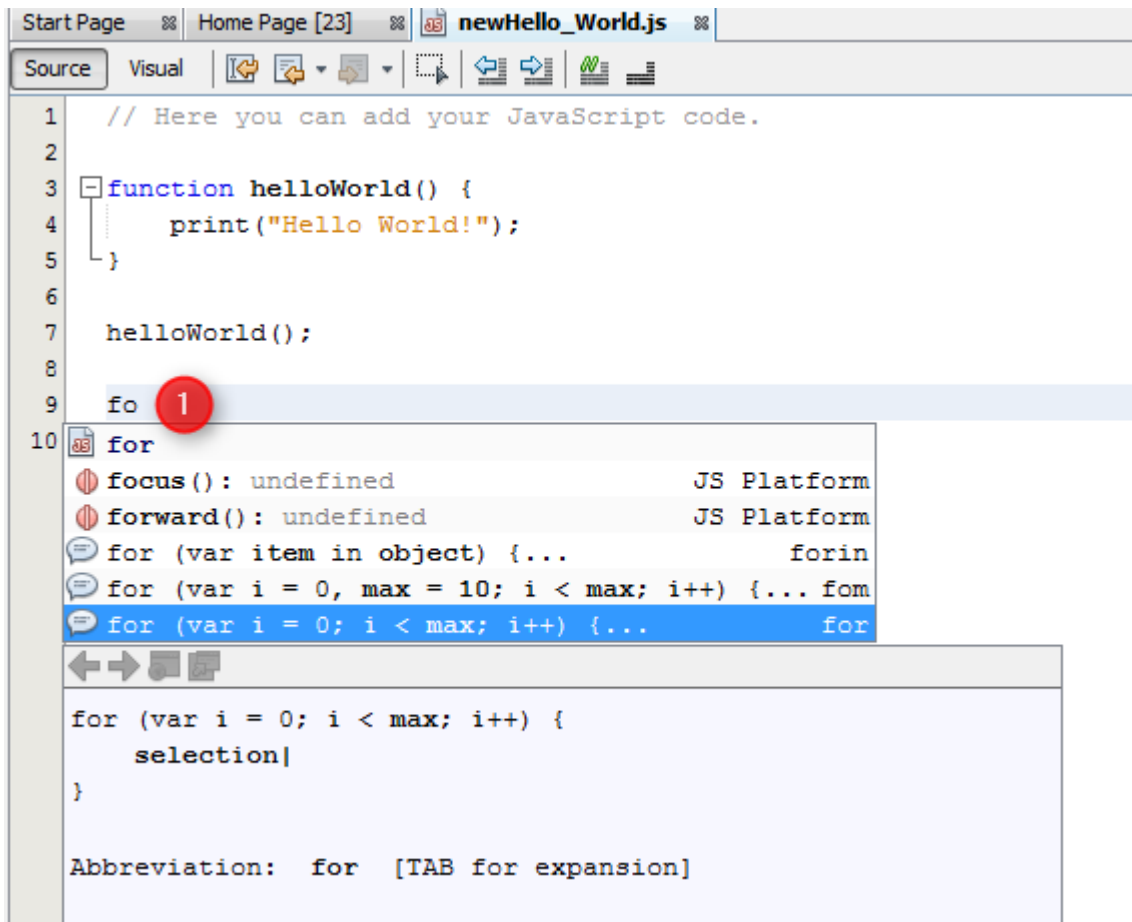 Start Page Home Page [23] newHello_World.js
Source Visual
1 // Here you can add your JavaScript code.
2
3 function helloWorld() {
4 print("Hello World!");
5 }
6
7 helloWorld();
8
9 fo 1
10 for
focus(): undefined JS Platform
forward(): undefined JS Platform
for (var item in object) {... forin
for (var i = 0, max = 10; i < max; i++) {... fom
for (var i = 0; i < max; i++) {... for
for (var i = 0; i < max; i++) {
selection|
}
Abbreviation: for [TAB for expansion]